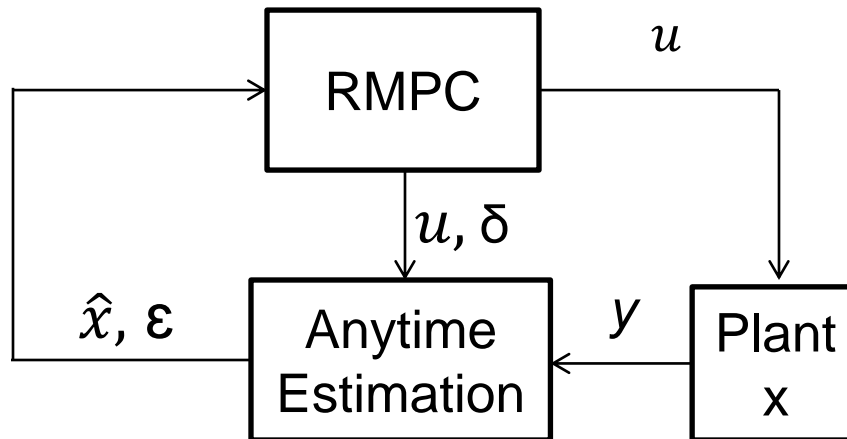 RMPC
u
u, δ
x̂, ε
Anytime
Estimation
y
Plant
x